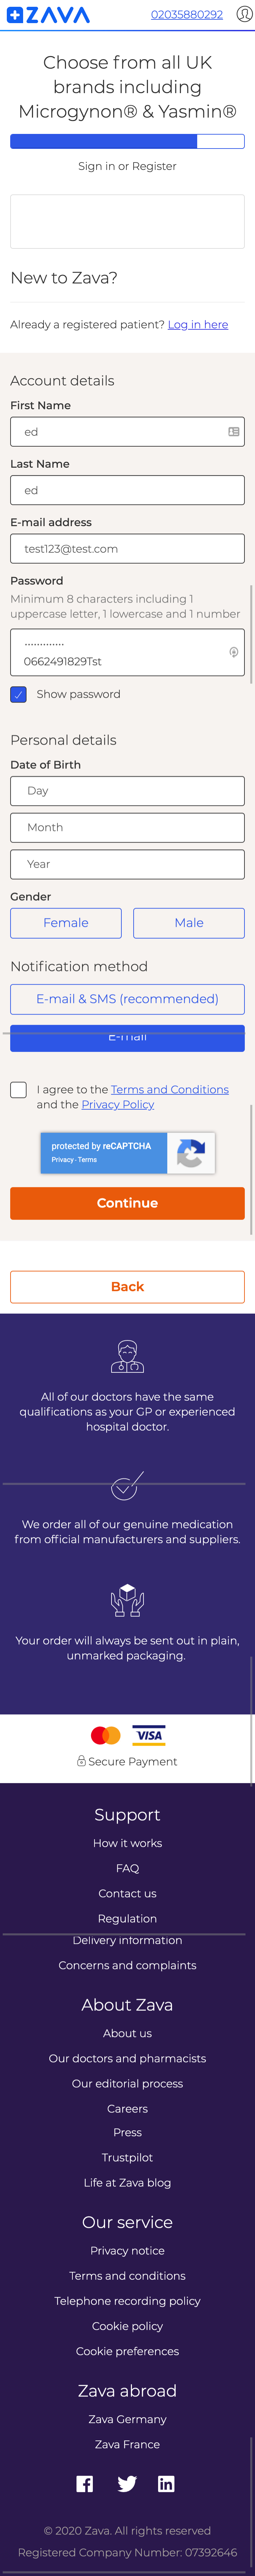 ZAVA
02035880292
Choose from all UK
brands including
Microgynon® & Yasmin®
Sign in or Register
New to Zava?
Already a registered patient? Log in here
Account details
First Name
ed
Last Name
ed
E-mail address
test123@test.com
Password
Minimum 8 characters including 1
uppercase letter, 1 lowercase and 1 number
.............
0662491829Tst
Show password
Personal details
Date of Birth
Day
Month
Year
Gender
Female
Male
Notification method
E-mail & SMS (recommended)
E-mail
I agree to the Terms and Conditions
and the Privacy Policy
protected by reCAPTCHA
Privacy - Terms
Continue
Back
All of our doctors have the same
qualifications as your GP or experienced
hospital doctor.
We order all of our genuine medication
from official manufacturers and suppliers.
Your order will always be sent out in plain,
unmarked packaging.
VISA
Secure Payment
Support
How it works
FAQ
Contact us
Regulation
Delivery information
Concerns and complaints
About Zava
About us
Our doctors and pharmacists
Our editorial process
Careers
Press
Trustpilot
Life at Zava blog
Our service
Privacy notice
Terms and conditions
Telephone recording policy
Cookie policy
Cookie preferences
Zava abroad
Zava Germany
Zava France
© 2020 Zava. All rights reserved
Registered Company Number: 07392646